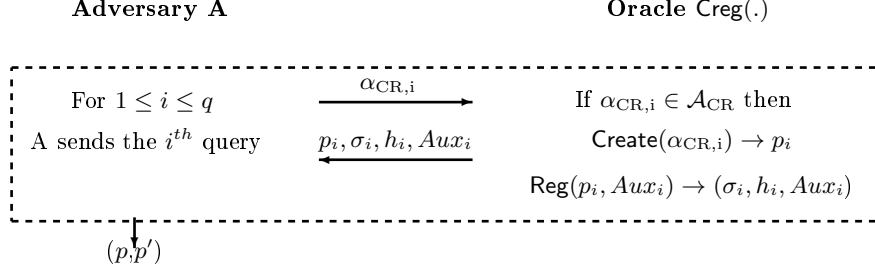 Adversary A Oracle Creg(.)
For 1 ≤ i ≤ q α_CR,i If α_CR,i ∈ 𝒜_CR then
A sends the i^th query p_i, σ_i, h_i, Aux_i Create(α_CR,i) → p_i
Reg(p_i, Aux_i) → (σ_i, h_i, Aux_i)
(p,p′)